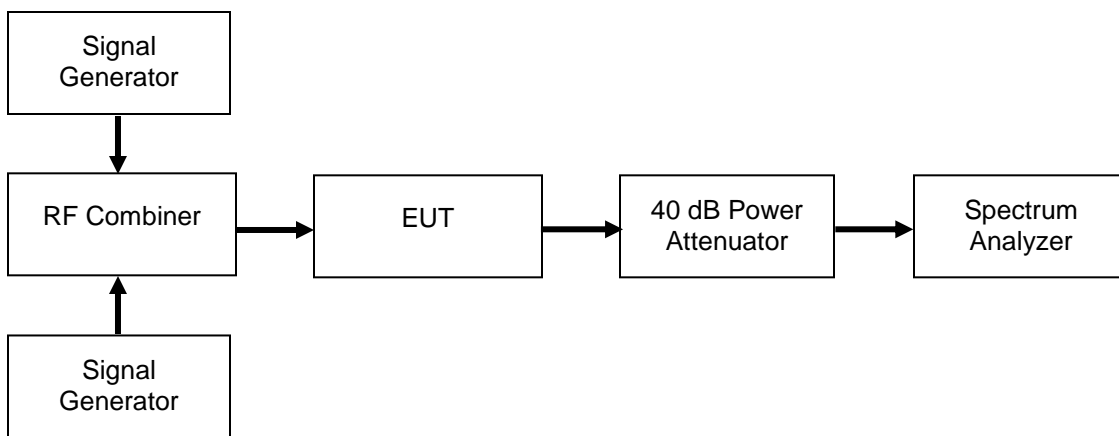 Signal
Generator
RF Combiner
EUT
40 dB Power
Attenuator
Spectrum
Analyzer
Signal
Generator